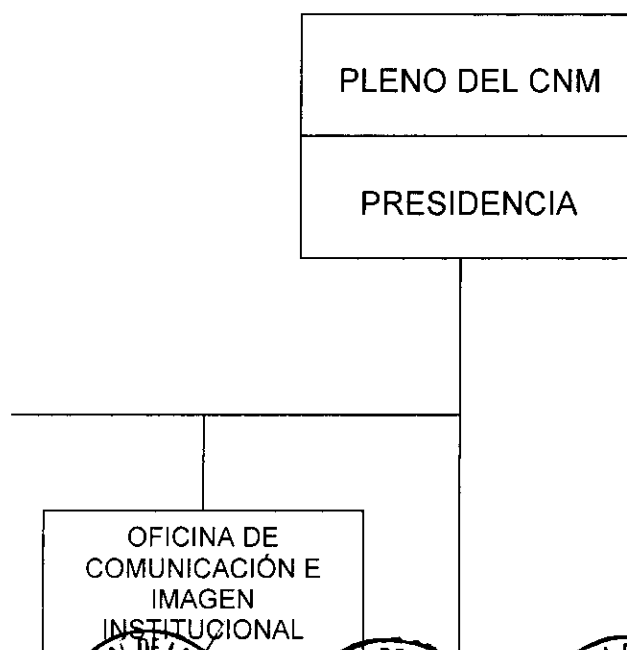 PLENO DEL CNM
PRESIDENCIA
OFICINA DE
COMUNICACIÓN E
IMAGEN
INSTITUCIONAL